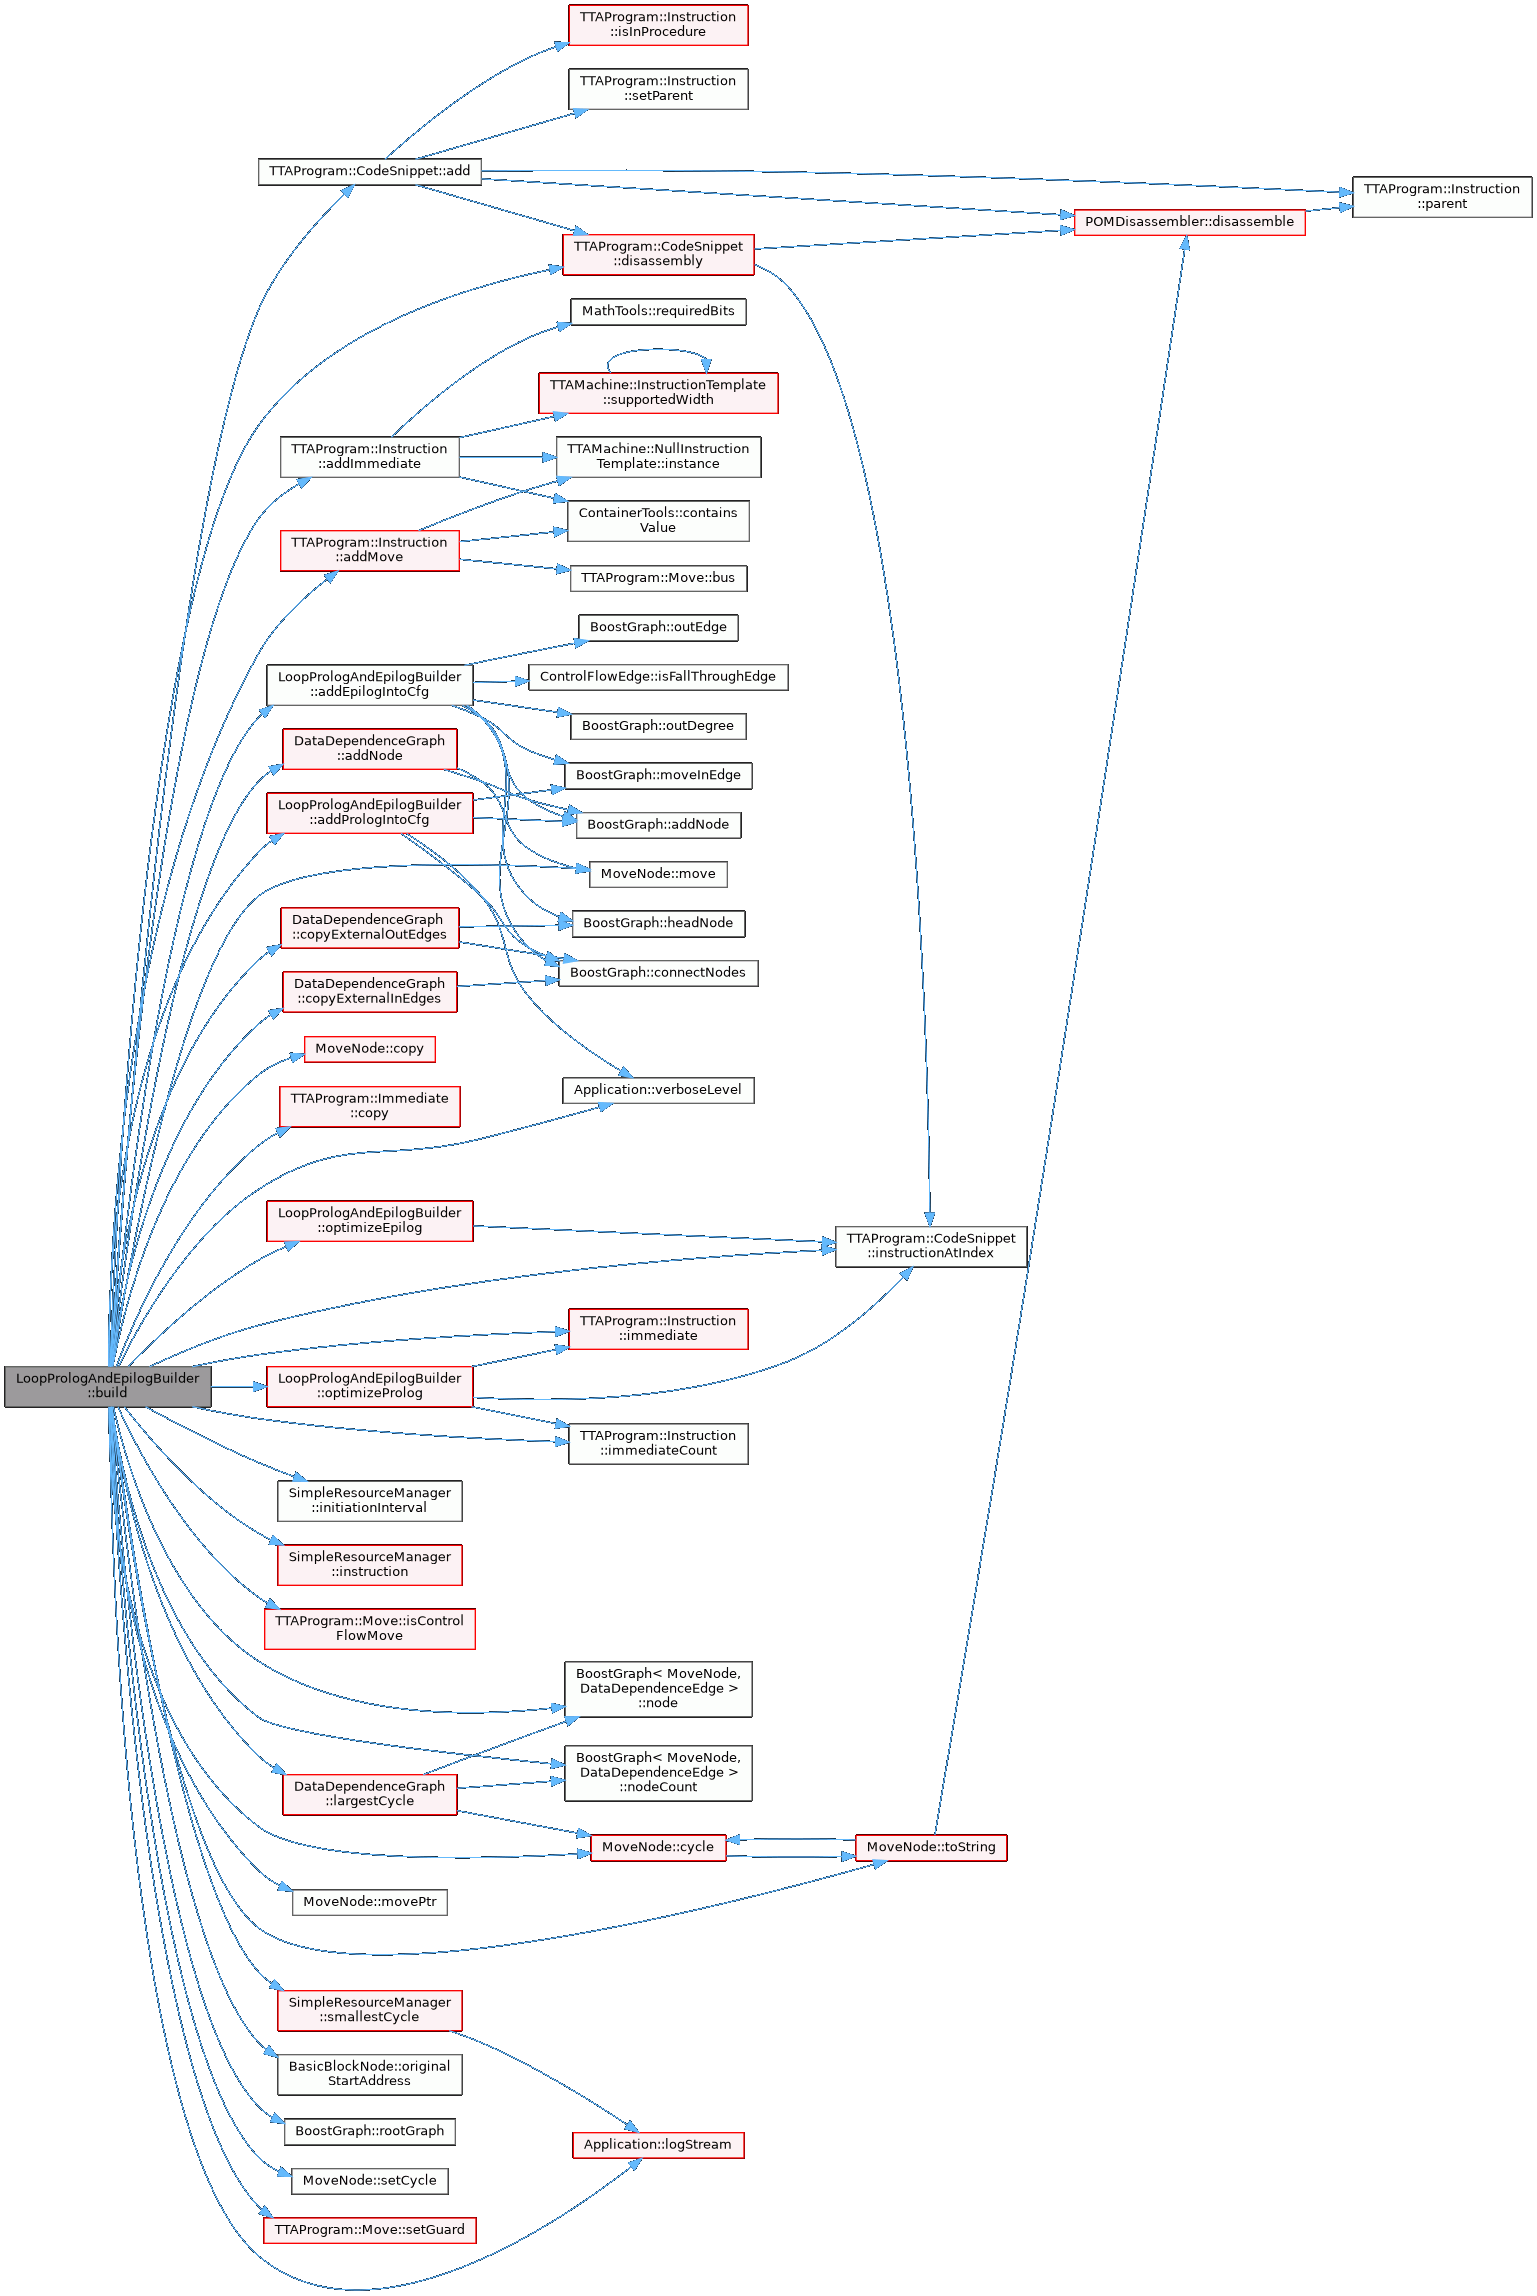 TTAProgram::Instruction
::isInProcedure
TTAProgram::Instruction
::setParent
TTAProgram::CodeSnippet::add
TTAProgram::Instruction
::parent
POMDisassembler::disassemble
TTAProgram::CodeSnippet
::disassembly
MathTools::requiredBits
TTAMachine::InstructionTemplate
::supportedWidth
TTAProgram::Instruction
::addImmediate
TTAMachine::NullInstruction
Template::instance
ContainerTools::contains
Value
TTAProgram::Instruction
::addMove
TTAProgram::Move::bus
BoostGraph::outEdge
LoopPrologAndEpilogBuilder
::addEpilogIntoCfg
ControlFlowEdge::isFallThroughEdge
BoostGraph::outDegree
DataDependenceGraph
::addNode
BoostGraph::moveInEdge
LoopPrologAndEpilogBuilder
::addPrologIntoCfg
BoostGraph::addNode
MoveNode::move
DataDependenceGraph
::copyExternalOutEdges
BoostGraph::headNode
BoostGraph::connectNodes
DataDependenceGraph
::copyExternalInEdges
MoveNode::copy
Application::verboseLevel
TTAProgram::Immediate
::copy
LoopPrologAndEpilogBuilder
::optimizeEpilog
TTAProgram::CodeSnippet
::instructionAtIndex
TTAProgram::Instruction
::immediate
LoopPrologAndEpilogBuilder
::build
LoopPrologAndEpilogBuilder
::optimizeProlog
TTAProgram::Instruction
::immediateCount
SimpleResourceManager
::initiationInterval
SimpleResourceManager
::instruction
TTAProgram::Move::isControl
FlowMove
BoostGraph< MoveNode,
DataDependenceEdge >
::node
BoostGraph< MoveNode,
DataDependenceEdge >
::nodeCount
DataDependenceGraph
::largestCycle
MoveNode::cycle
MoveNode::toString
MoveNode::movePtr
SimpleResourceManager
::smallestCycle
BasicBlockNode::original
StartAddress
BoostGraph::rootGraph
Application::logStream
MoveNode::setCycle
TTAProgram::Move::setGuard